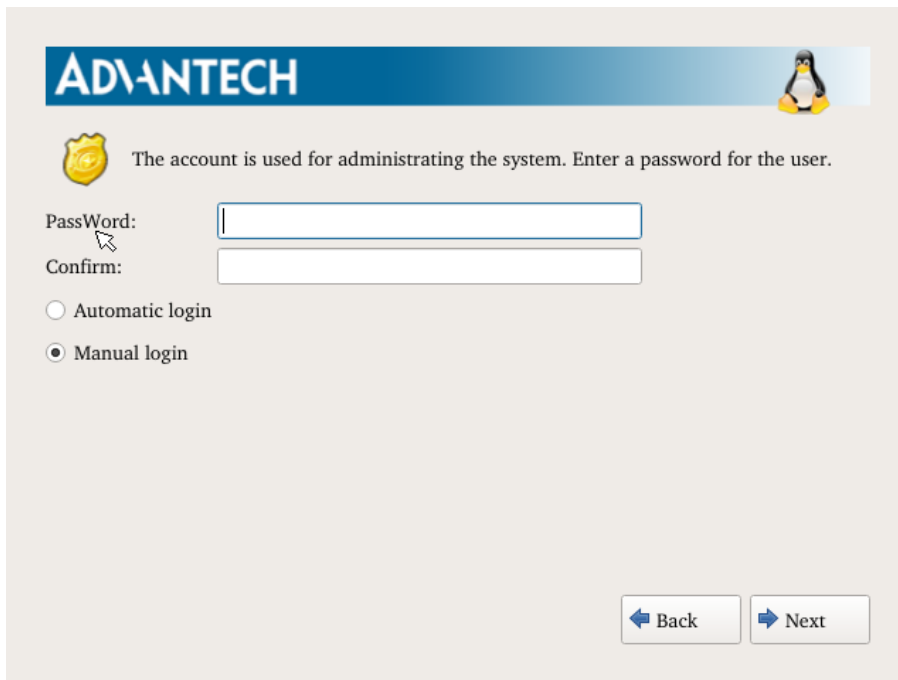 ADVANTECH
The account is used for administrating the system. Enter a password for the user.
PassWord:
Confirm:
Automatic login
Manual login
Back
Next